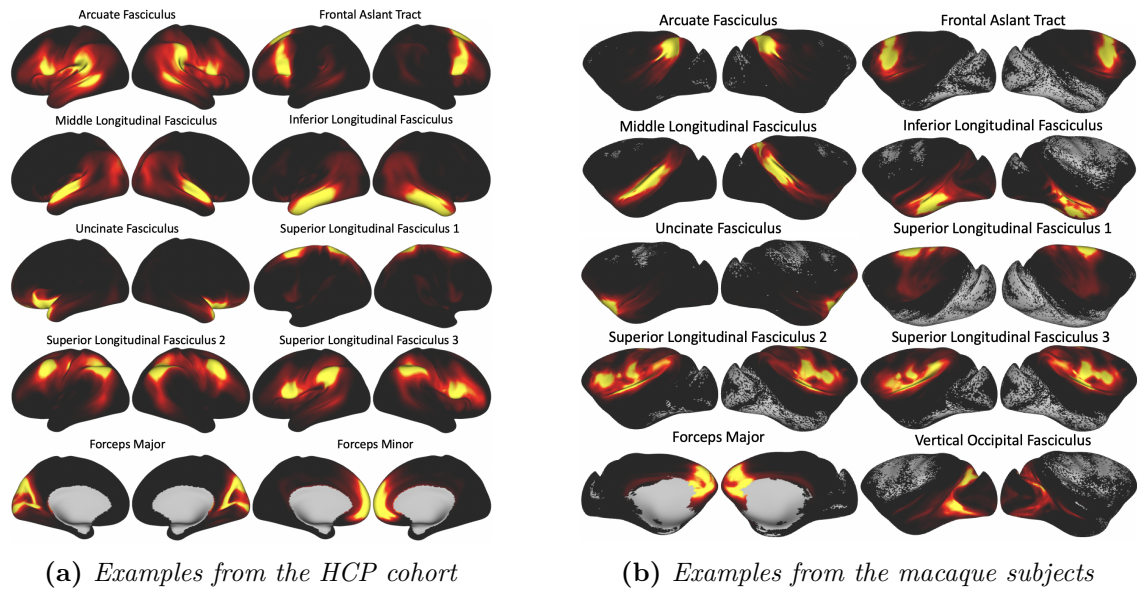 Arcuate Fasciculus
Frontal Aslant Tract
Middle Longitudinal Fasciculus
Inferior Longitudinal Fasciculus
Uncinate Fasciculus
Superior Longitudinal Fasciculus 1
Superior Longitudinal Fasciculus 2
Superior Longitudinal Fasciculus 3
Forceps Major
Forceps Minor
(a) Examples from the HCP cohort
Arcuate Fasciculus
Frontal Aslant Tract
Middle Longitudinal Fasciculus
Inferior Longitudinal Fasciculus
Uncinate Fasciculus
Superior Longitudinal Fasciculus 1
Superior Longitudinal Fasciculus 2
Superior Longitudinal Fasciculus 3
Forceps Major
Vertical Occipital Fasciculus
(b) Examples from the macaque subjects